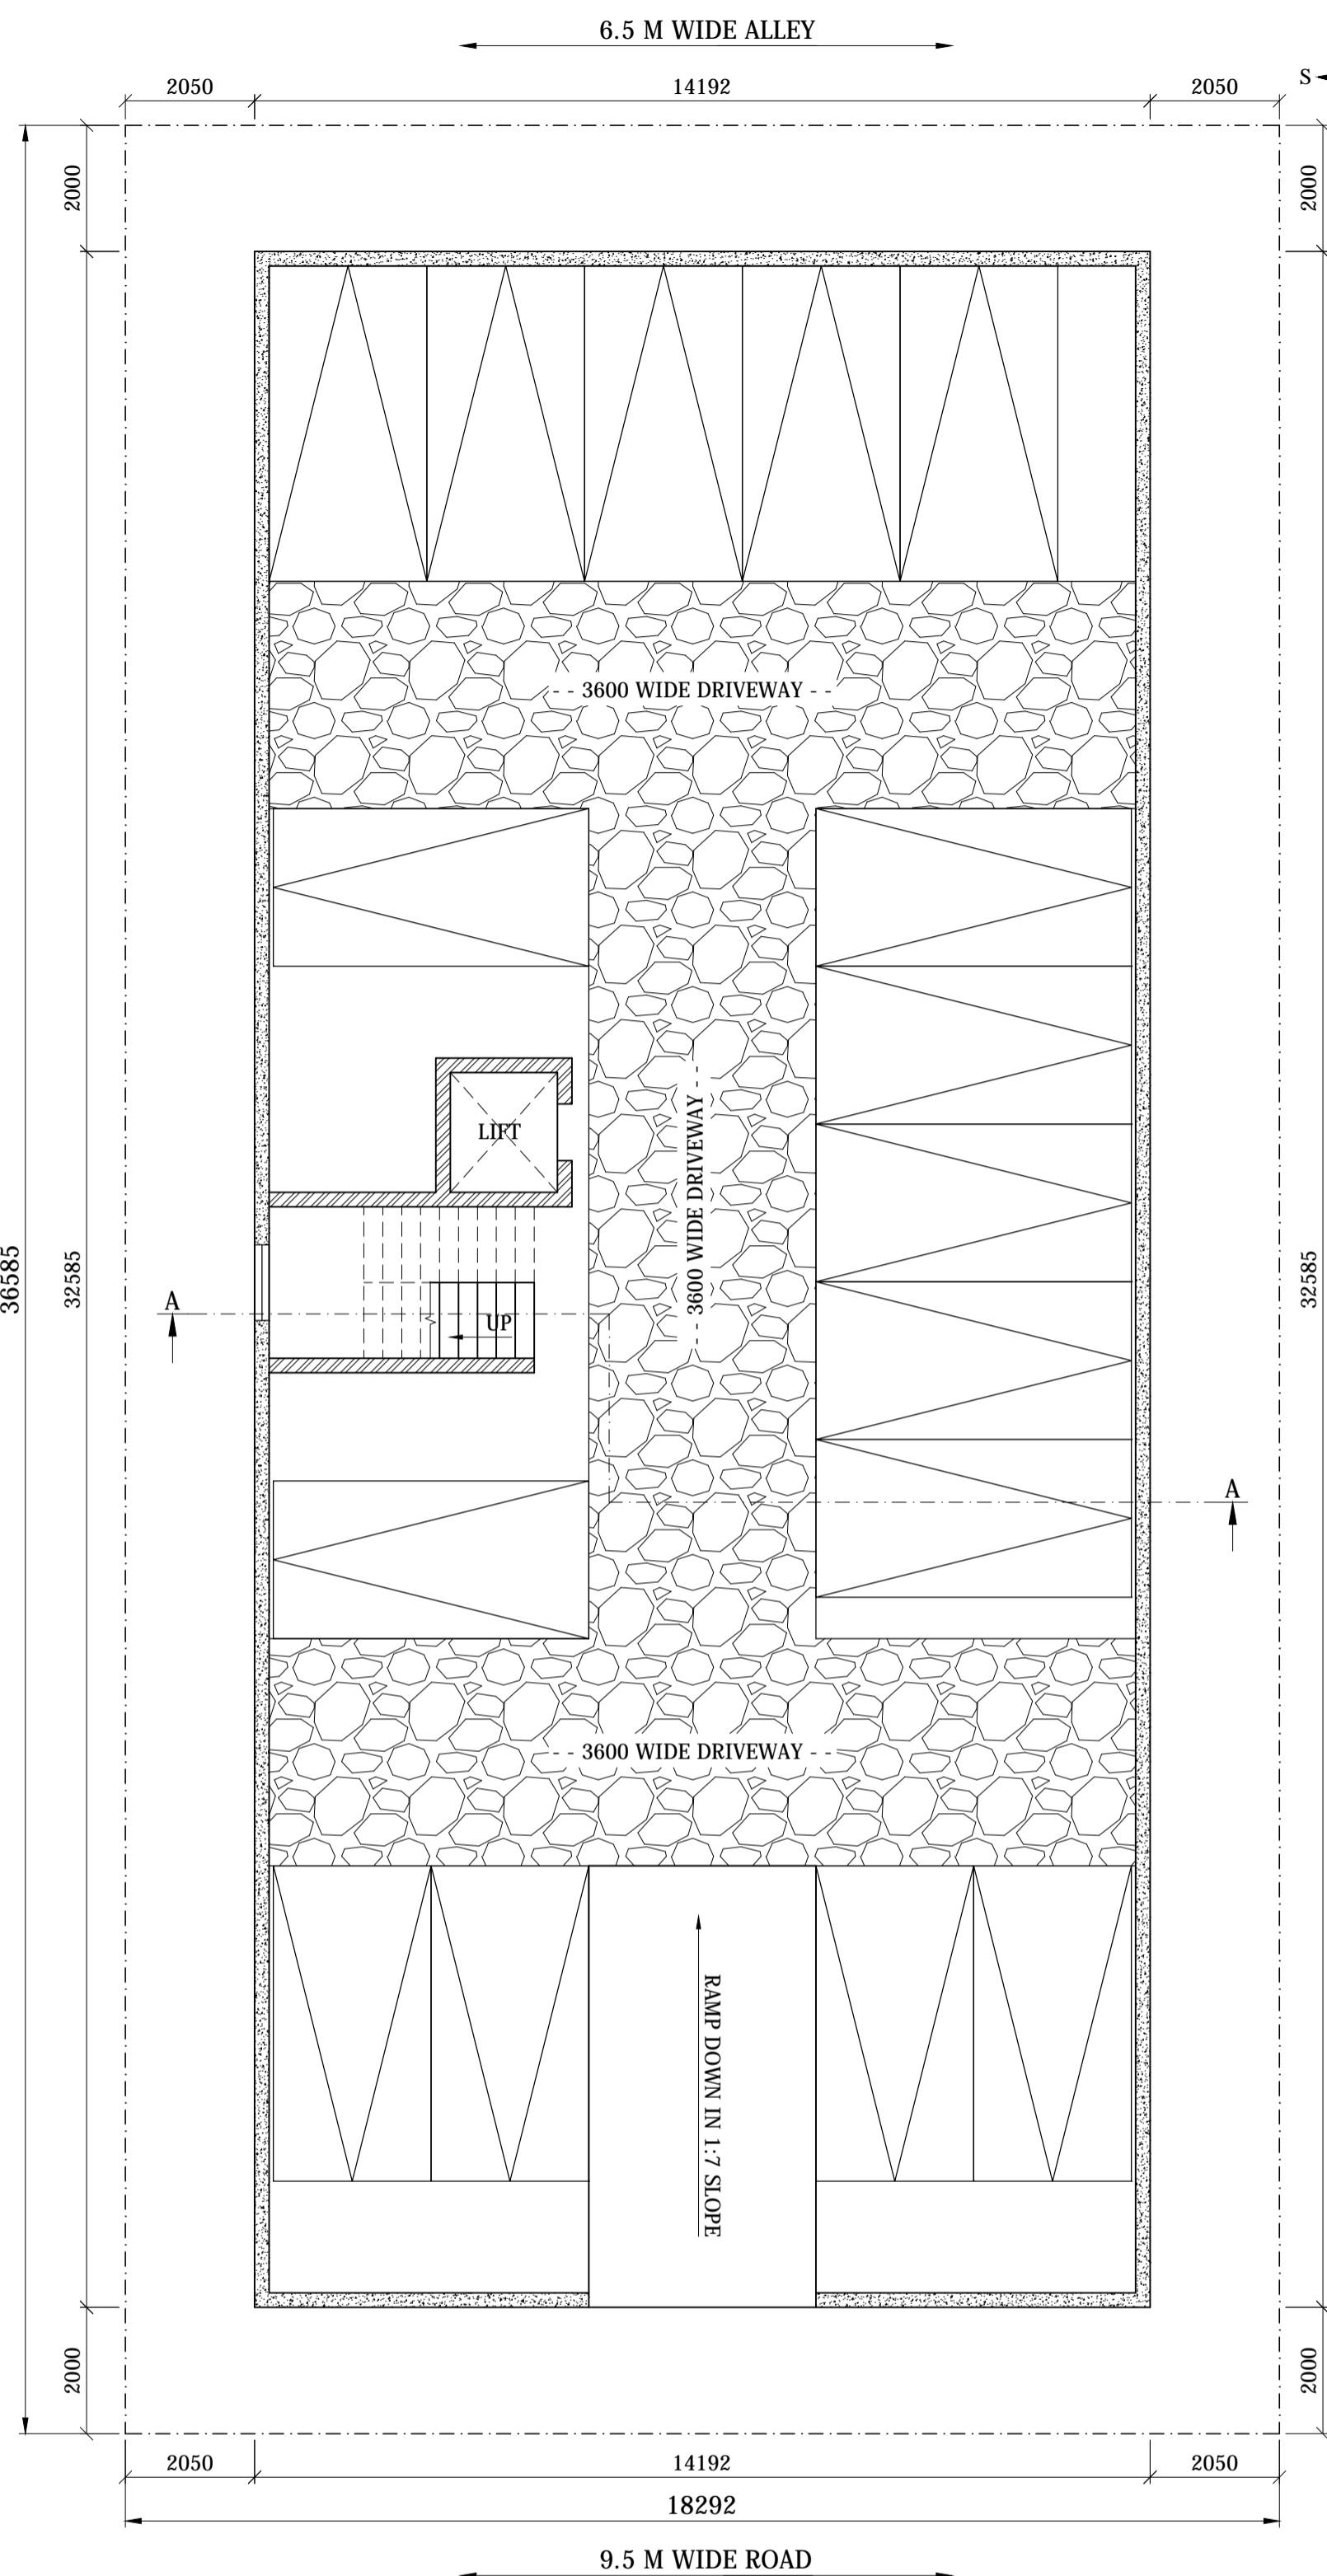 6.5 M WIDE ALLEY
2050
14192
2050
S
2000
2000
- - 3600 WIDE DRIVEWAY - -
LIFT
- - 3600 WIDE DRIVEWAY - -
36585
32585
32585
A
UP
A
- - 3600 WIDE DRIVEWAY - -
RAMP DOWN IN 1:7 SLOPE
2000
2000
2050
14192
2050
18292
9.5 M WIDE ROAD